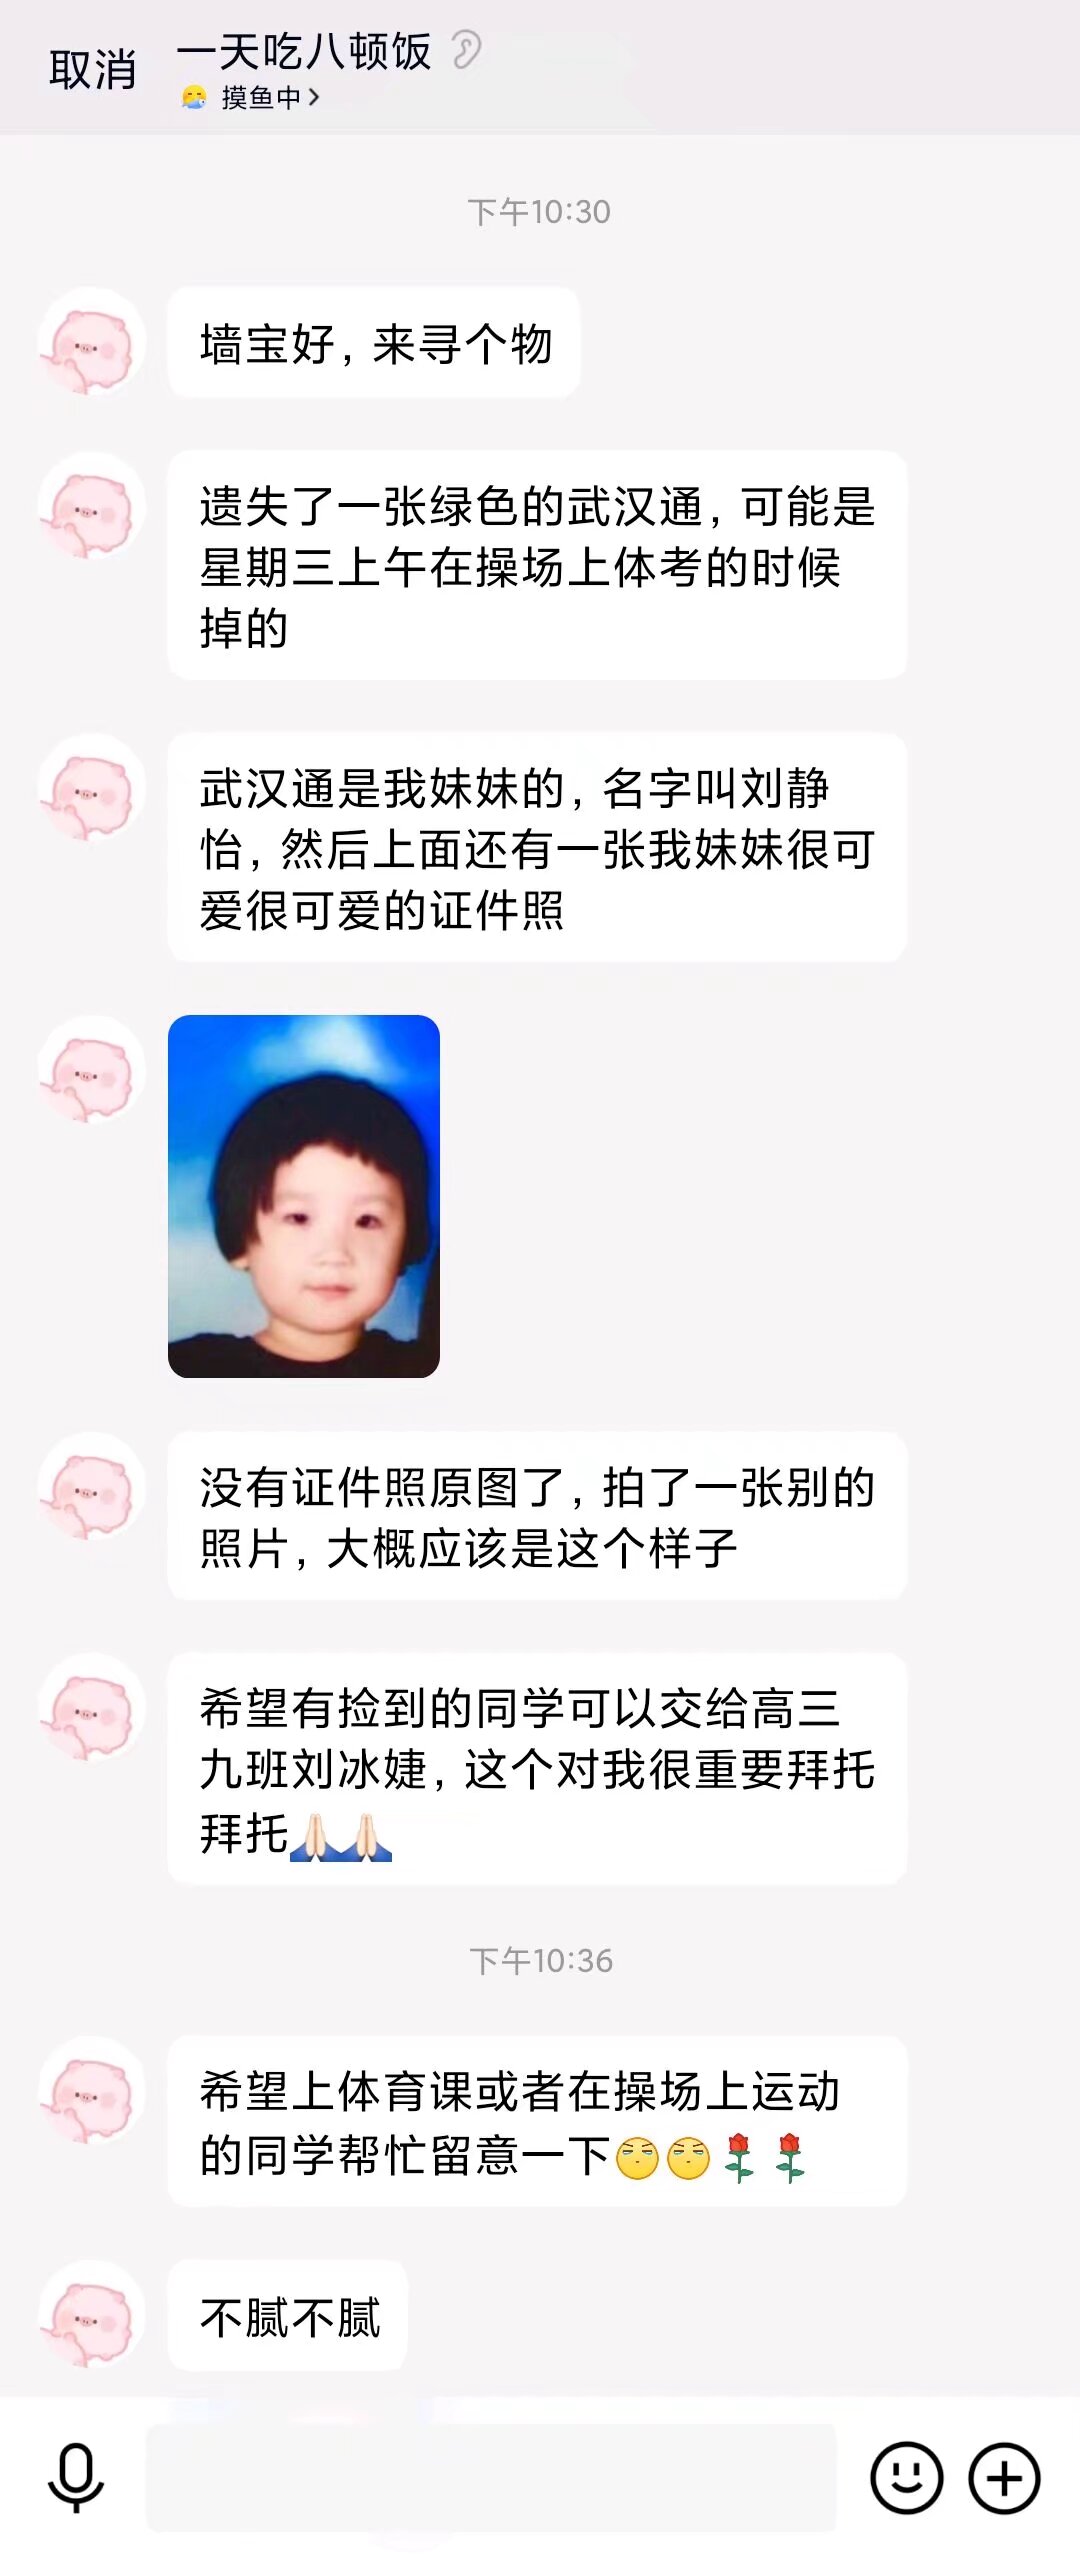 取消
一天吃八顿饭
摸鱼中
下午10:30
墙宝好，来寻个物
遗失了一张绿色的武汉通，可能是
星期三上午在操场上体考的时候
掉的
武汉通是我妹妹的，名字叫刘静
怡，然后上面还有一张我妹妹很可
爱很可爱的证件照
没有证件照原图了，拍了一张别的
照片，大概应该是这个样子
希望有捡到的同学可以交给高三
九班刘冰婕，这个对我很重要拜托
拜托🙏🏻🙏🏻
下午10:36
希望上体育课或者在操场上运动
的同学帮忙留意一下🌹🌹
不腻不腻